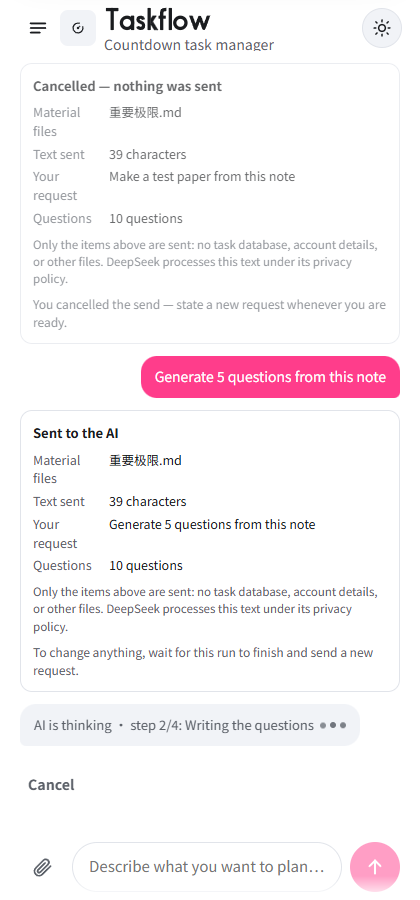 Taskflow
Countdown task manager
Cancelled — nothing was sent
Material files 重要极限.md
Text sent 39 characters
Your request Make a test paper from this note
Questions 10 questions
Only the items above are sent: no task database, account details,
or other files. DeepSeek processes this text under its privacy
policy.
You cancelled the send — state a new request whenever you are
ready.
Generate 5 questions from this note
Sent to the AI
Material files 重要极限.md
Text sent 39 characters
Your request Generate 5 questions from this note
Questions 10 questions
Only the items above are sent: no task database, account details,
or other files. DeepSeek processes this text under its privacy
policy.
To change anything, wait for this run to finish and send a new
request.
AI is thinking · step 2/4: Writing the questions
Cancel
Describe what you want to plan…